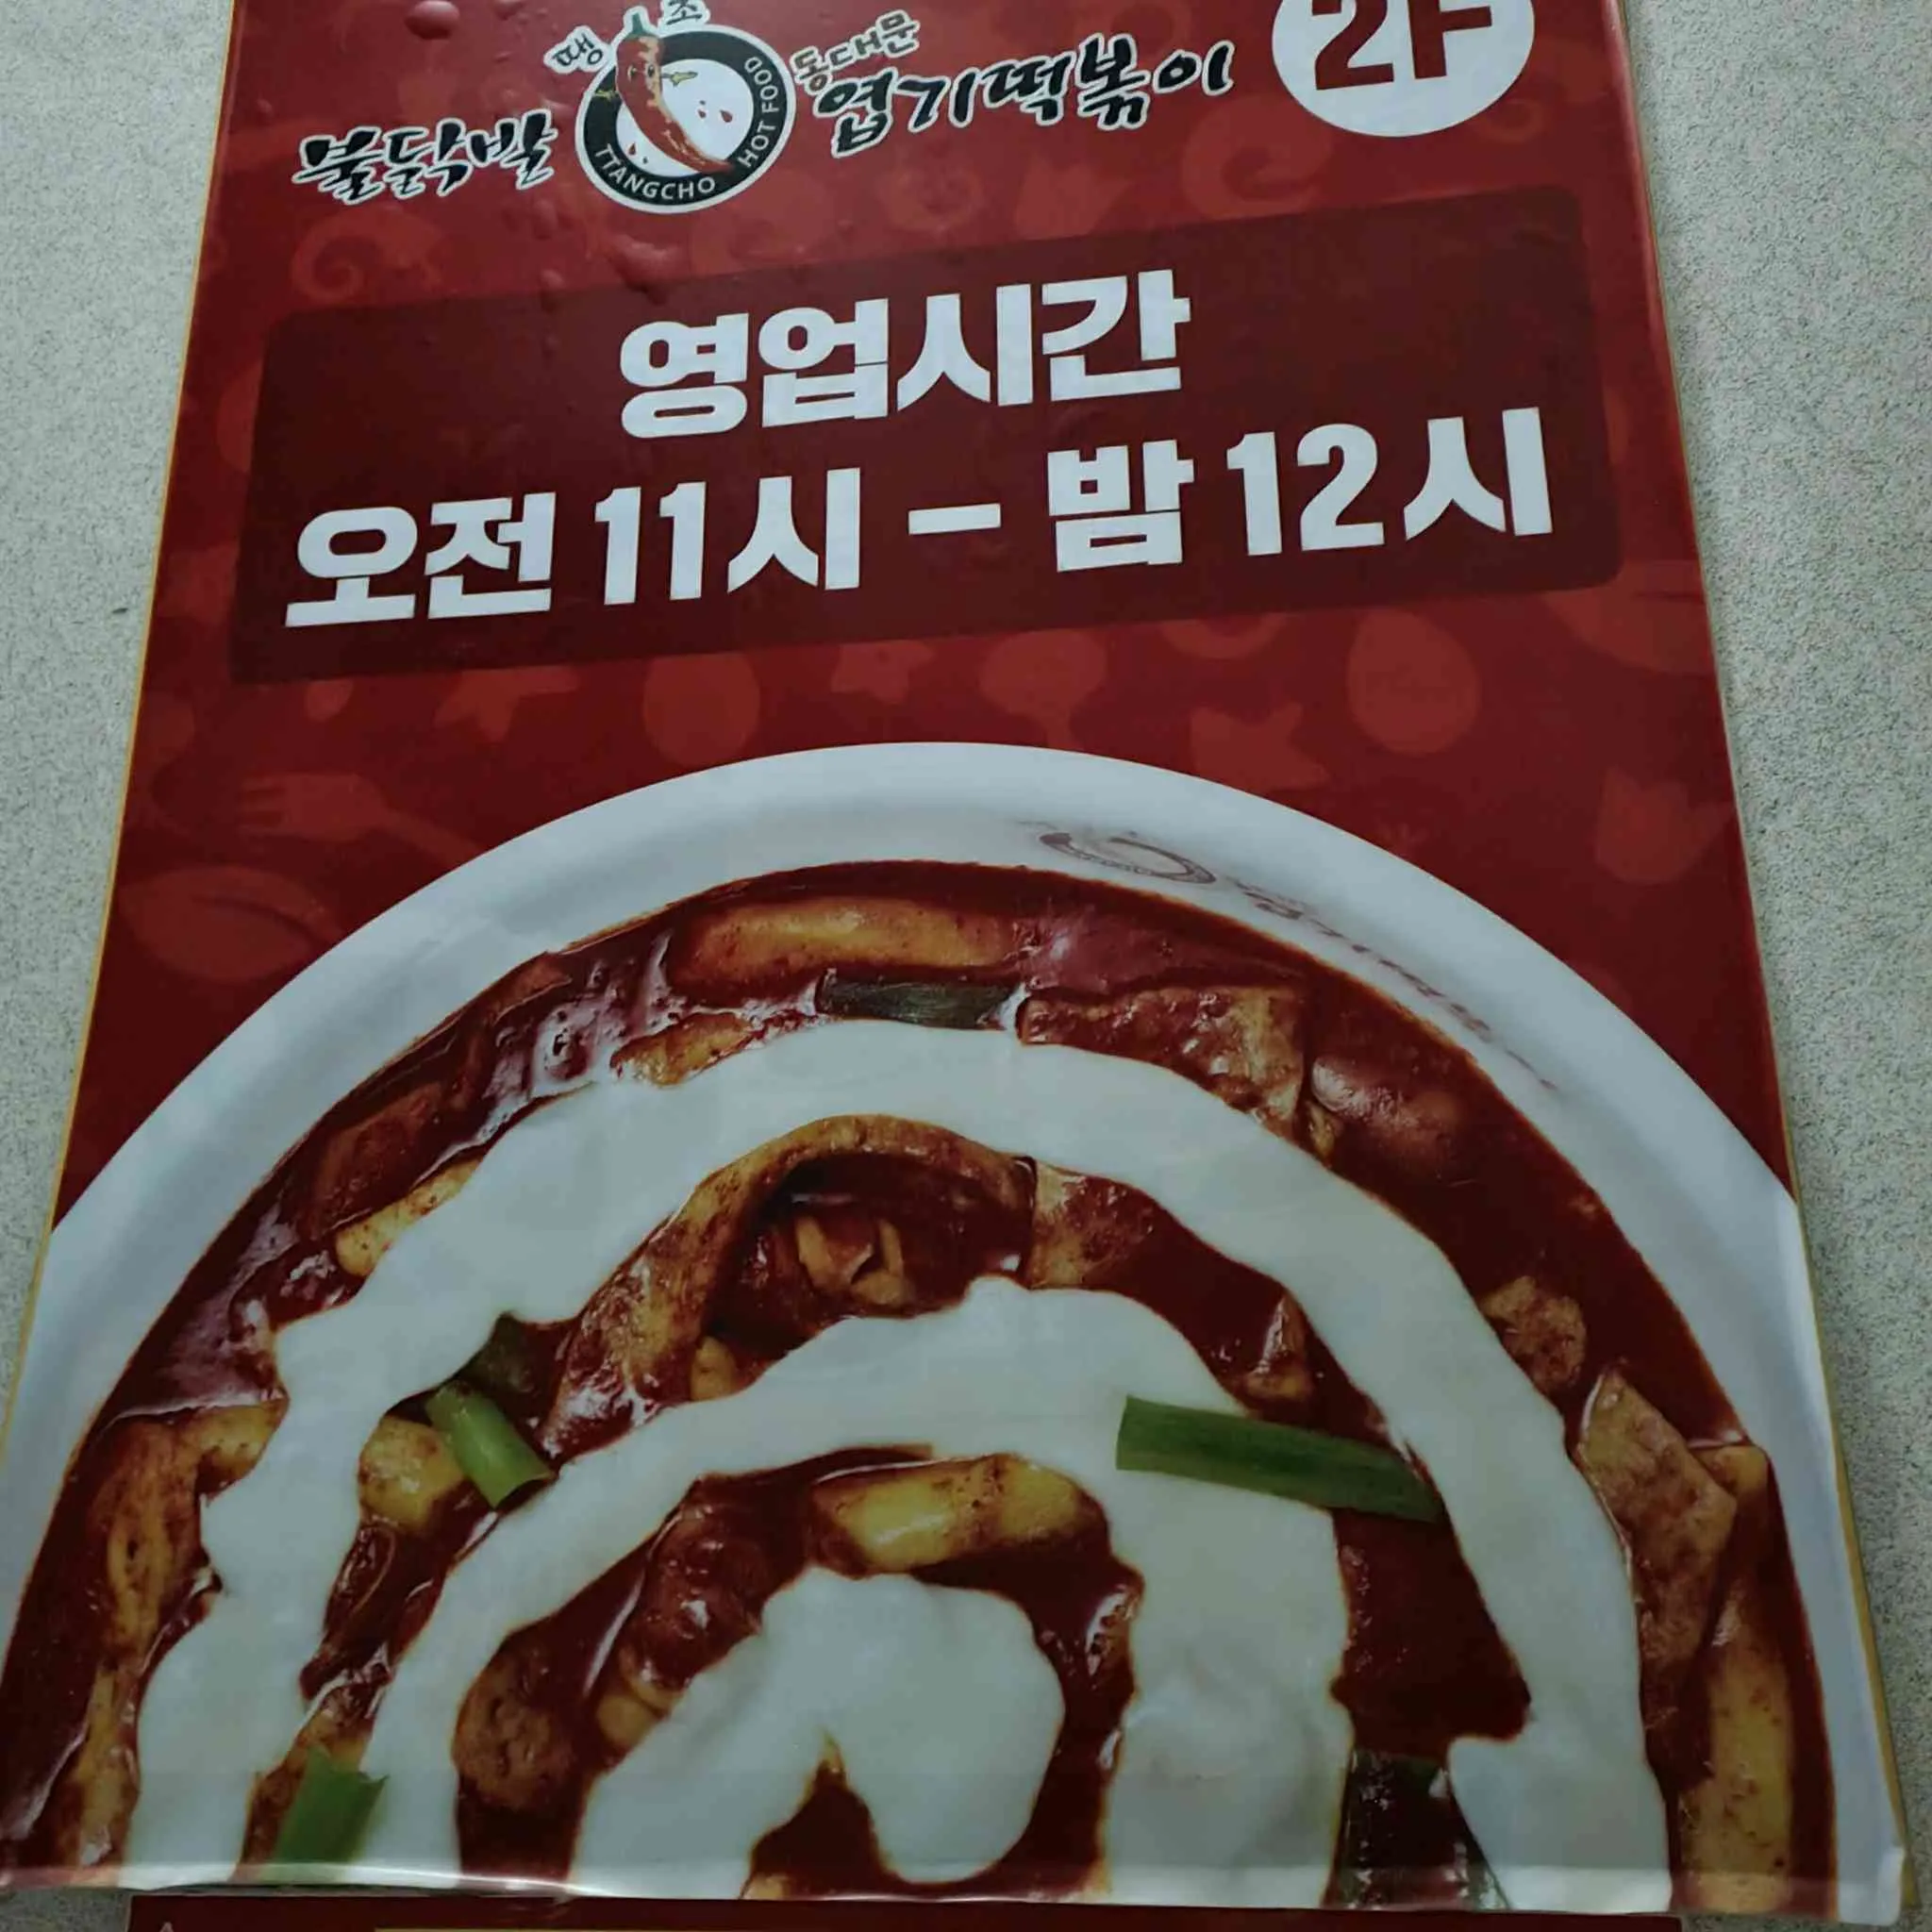 불닭발 땡초 동대문 엽기떡볶이
TTANGCHO HOT FOOD
2F
영업시간
오전 11시 - 밤 12시